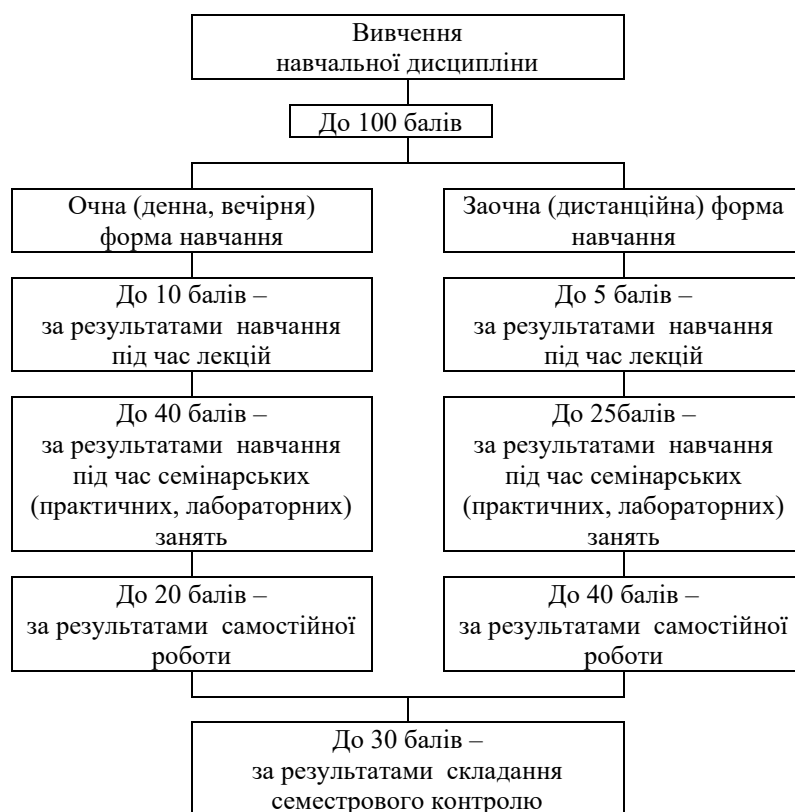 Вивчення
навчальної дисципліни
До 100 балів
Очна (денна, вечірня)
форма навчання
Заочна (дистанційна) форма
навчання
До 10 балів –
за результатами навчання
під час лекцій
До 5 балів –
за результатами навчання
під час лекцій
До 40 балів –
за результатами навчання
під час семінарських
(практичних, лабораторних)
занять
До 25балів –
за результатами навчання
під час семінарських
(практичних, лабораторних)
занять
До 20 балів –
за результатами самостійної
роботи
До 40 балів –
за результатами самостійної
роботи
До 30 балів –
за результатами складання
семестрового контролю